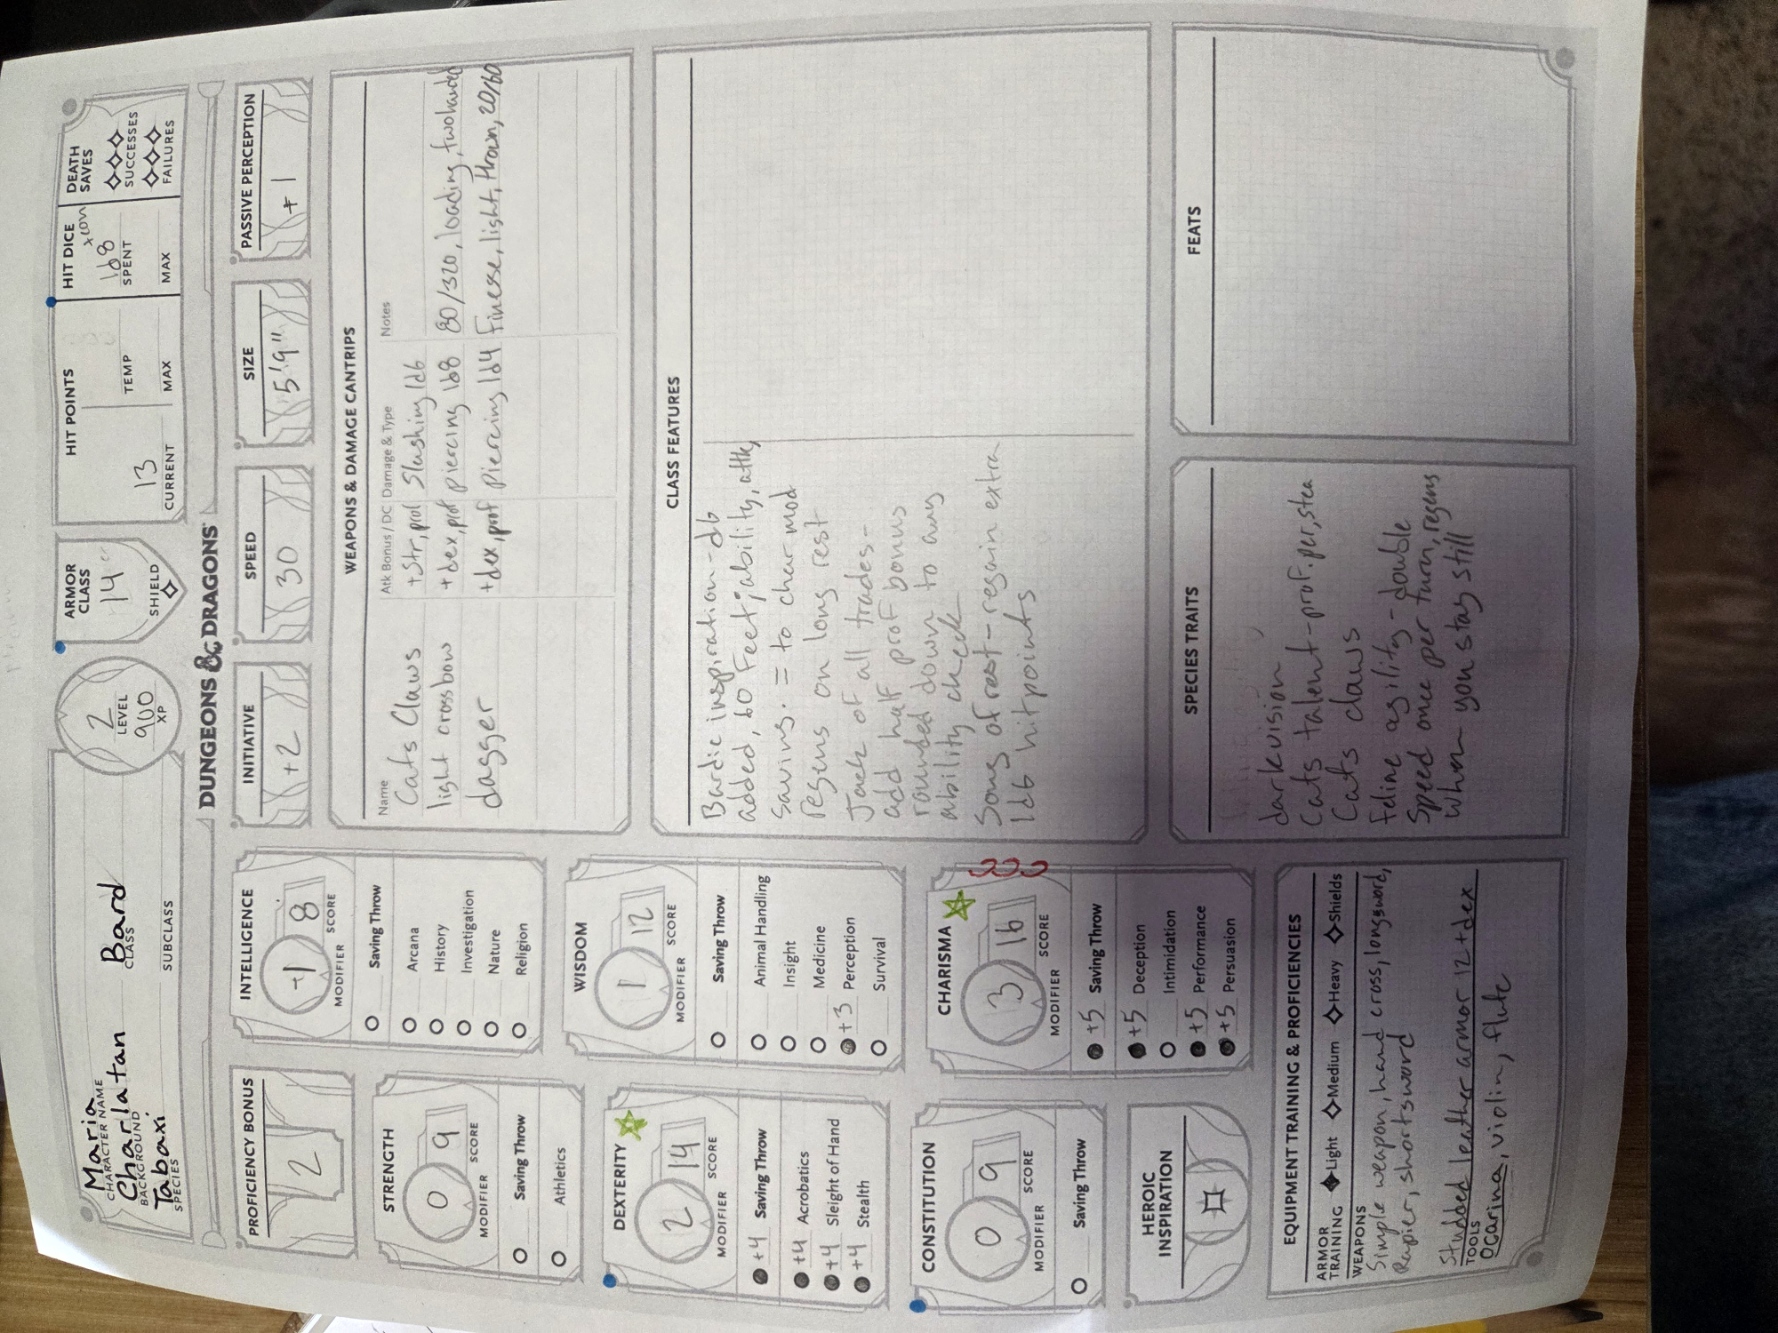 Maria
CHARACTER NAME
Charlatan
BACKGROUND
Bard
CLASS
Tabaxi
SPECIES
SUBCLASS
2
LEVEL
900
XP
ARMOR
CLASS
14
SHIELD
HIT POINTS
13
CURRENT
TEMP
MAX
HIT DICE
+con
1d8
SPENT
MAX
DEATH
SAVES
SUCCESSES
FAILURES
DUNGEONS & DRAGONS
PROFICIENCY BONUS
2
STRENGTH
0 9
SCORE
MODIFIER
Saving Throw
Athletics
DEXTERITY
2 14
SCORE
MODIFIER
+4 Saving Throw
+4 Acrobatics
+4 Sleight of Hand
+4 Stealth
CONSTITUTION
0 9
SCORE
MODIFIER
Saving Throw
HEROIC
INSPIRATION
INTELLIGENCE
-1 8
SCORE
MODIFIER
Saving Throw
Arcana
History
Investigation
Nature
Religion
WISDOM
1 12
SCORE
MODIFIER
Saving Throw
Animal Handling
Insight
Medicine
+3 Perception
Survival
CHARISMA
3 16
SCORE
MODIFIER
+5 Saving Throw
+5 Deception
Intimidation
+5 Performance
+5 Persuasion
EQUIPMENT TRAINING & PROFICIENCIES
ARMOR
TRAINING Light Medium Heavy Shields
WEAPONS
Simple weapon, hand cross, longsword,
Rapier, shortsword
Studded leather armor 12+dex
TOOLS
Ocarina, violin, flute
INITIATIVE
+2
SPEED
30
SIZE
5'9"
PASSIVE PERCEPTION
+1
WEAPONS & DAMAGE CANTRIPS
Name Atk Bonus / DC Damage & Type Notes
Cats Claws +Str, prof Slashing 1d6
light crossbow +dex, prof piercing 1d8 80/320, loading, twohanded
dagger +dex, prof piercing 1d4 Finesse, light, thrown, 20/60
CLASS FEATURES
Bardic inspiration-d6
added, 60 Feet; ability, attk,
saving. = to char mod
regens on long rest
Jack of all trades-
add half prof bonus
rounded down to any
ability check
Song of rest-regain extra
1d6 hitpoints
SPECIES TRAITS
darkvision
Cats talent-prof.per,stea
Cats claws
Feline agility-double
Speed once per turn, regens
when you stay still
FEATS